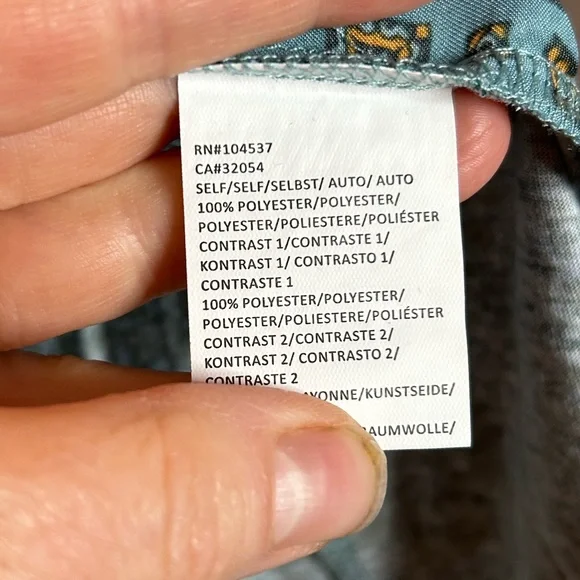 RN#104537
CA#32054
SELF/SELF/SELBST/ AUTO/ AUTO
100% POLYESTER/POLYESTER/
POLYESTER/POLIESTERE/POLIÉSTER
CONTRAST 1/CONTRASTE 1/
KONTRAST 1/ CONTRASTO 1/
CONTRASTE 1
100% POLYESTER/POLYESTER/
POLYESTER/POLIESTERE/POLIÉSTER
CONTRAST 2/CONTRASTE 2/
KONTRAST 2/ CONTRASTO 2/
CONTRASTE 2
/KUNSTSEIDE/